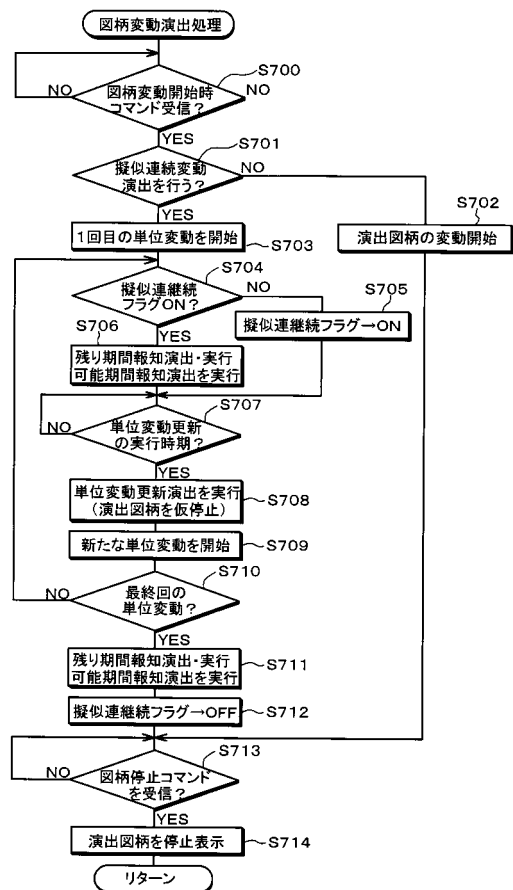 図柄変動演出処理
S700
図柄変動開始時
コマンド受信？
NO
NO
YES
S701
擬似連続変動
演出を行う？
NO
YES
S702
演出図柄の変動開始
1回目の単位変動を開始
S703
S704
擬似連継続
フラグON？
NO
S705
擬似連継続フラグ→ON
S706
YES
残り期間報知演出・実行
可能期間報知演出を実行
S707
単位変動更新
の実行時期？
NO
YES
単位変動更新演出を実行
（演出図柄を仮停止）
S708
新たな単位変動を開始
S709
S710
最終回の
単位変動？
NO
YES
残り期間報知演出・実行
可能期間報知演出を実行
S711
擬似連継続フラグ→OFF
S712
S713
図柄停止コマンド
を受信？
NO
YES
演出図柄を停止表示
S714
リターン